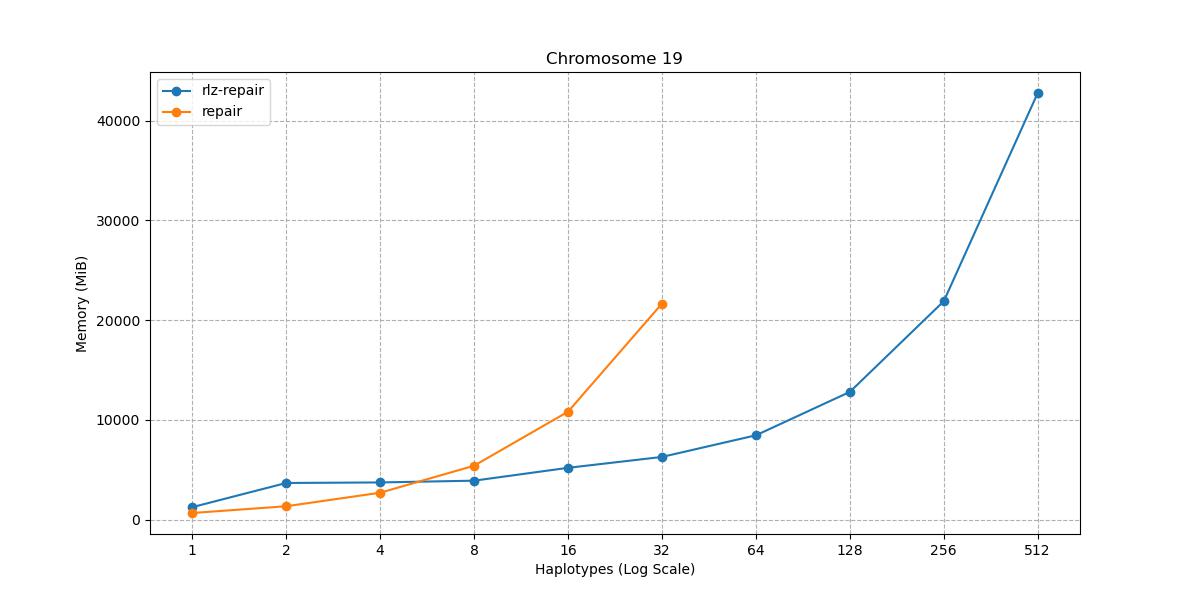 Chromosome 19
rlz-repair
repair
Memory (MiB)
40000
30000
20000
10000
0
1 2 4 8 16 32 64 128 256 512
Haplotypes (Log Scale)